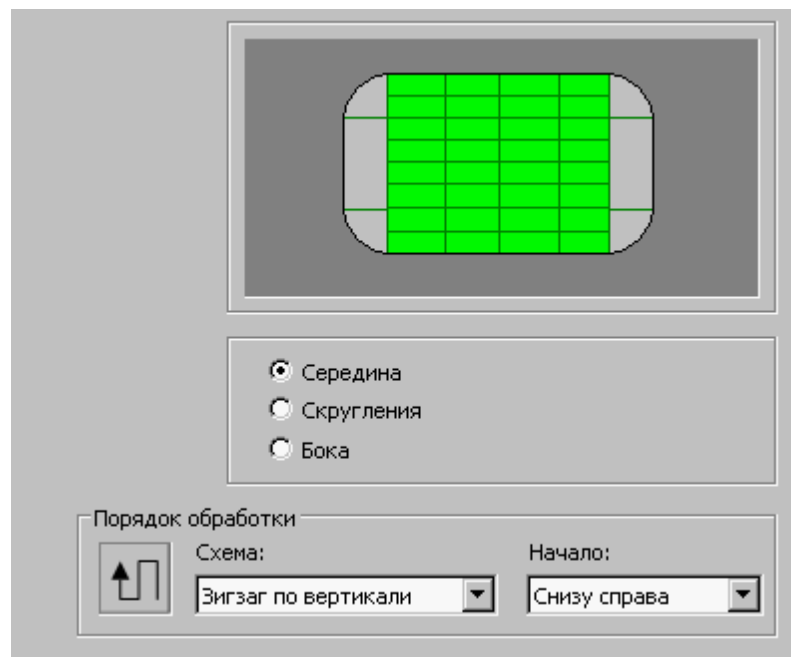 Середина
Скругления
Бока
Порядок обработки
Схема: Начало:
Зигзаг по вертикали Снизу справа